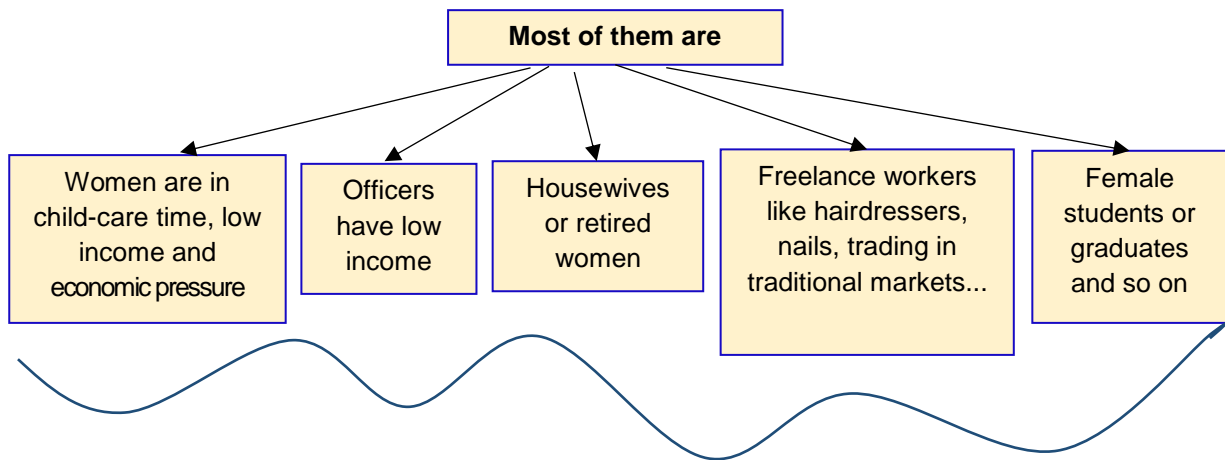 Most of them are
Women are in
child-care time, low
income and
economic pressure
Officers
have low
income
Housewives
or retired
women
Freelance workers
like hairdressers,
nails, trading in
traditional markets...
Female
students or
graduates
and so on